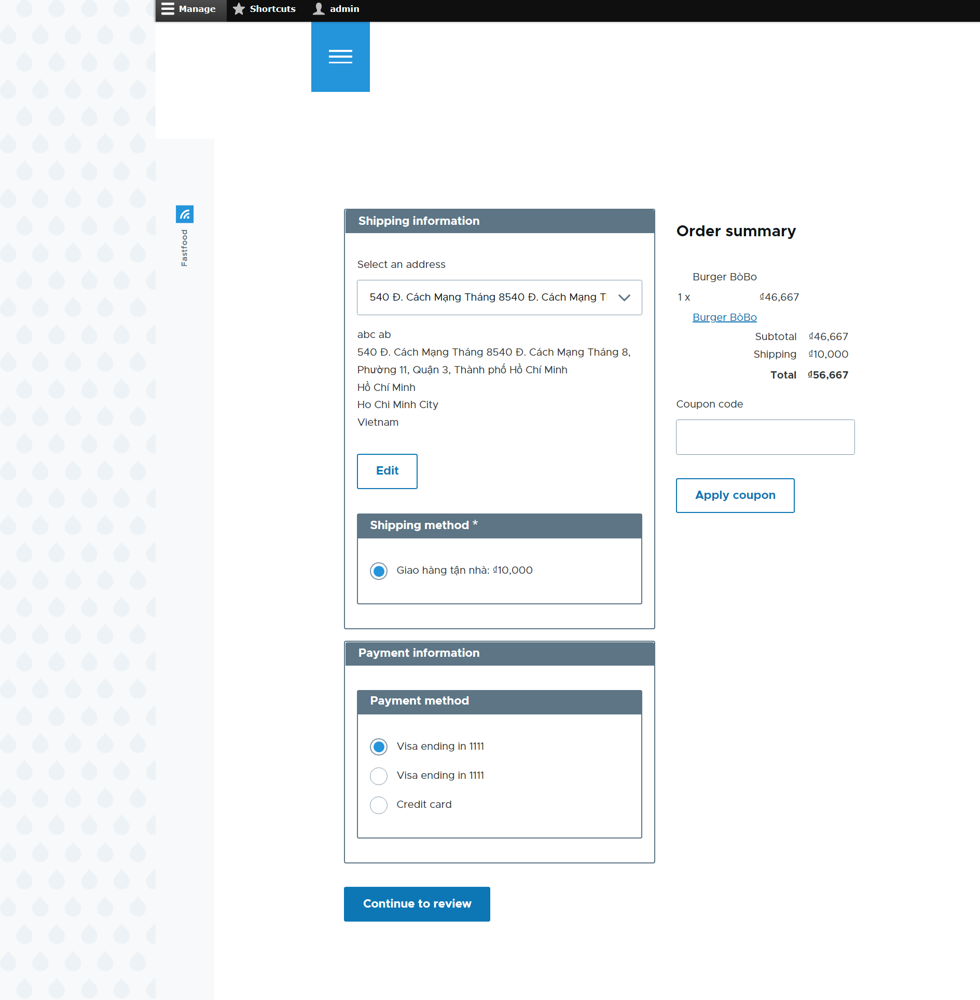 Manage
Shortcuts
admin
Fastfood
Shipping information
Select an address
540 Đ. Cách Mạng Tháng 8540 Đ. Cách Mạng T
abc ab
540 Đ. Cách Mạng Tháng 8540 Đ. Cách Mạng Tháng 8,
Phường 11, Quận 3, Thành phố Hồ Chí Minh
Hồ Chí Minh
Ho Chi Minh City
Vietnam
Edit
Shipping method *
Giao hàng tận nhà: ₫10,000
Payment information
Payment method
Visa ending in 1111
Visa ending in 1111
Credit card
Continue to review
Order summary
Burger BòBo
1 x ₫46,667
Burger BòBo
Subtotal ₫46,667
Shipping ₫10,000
Total ₫56,667
Coupon code
Apply coupon